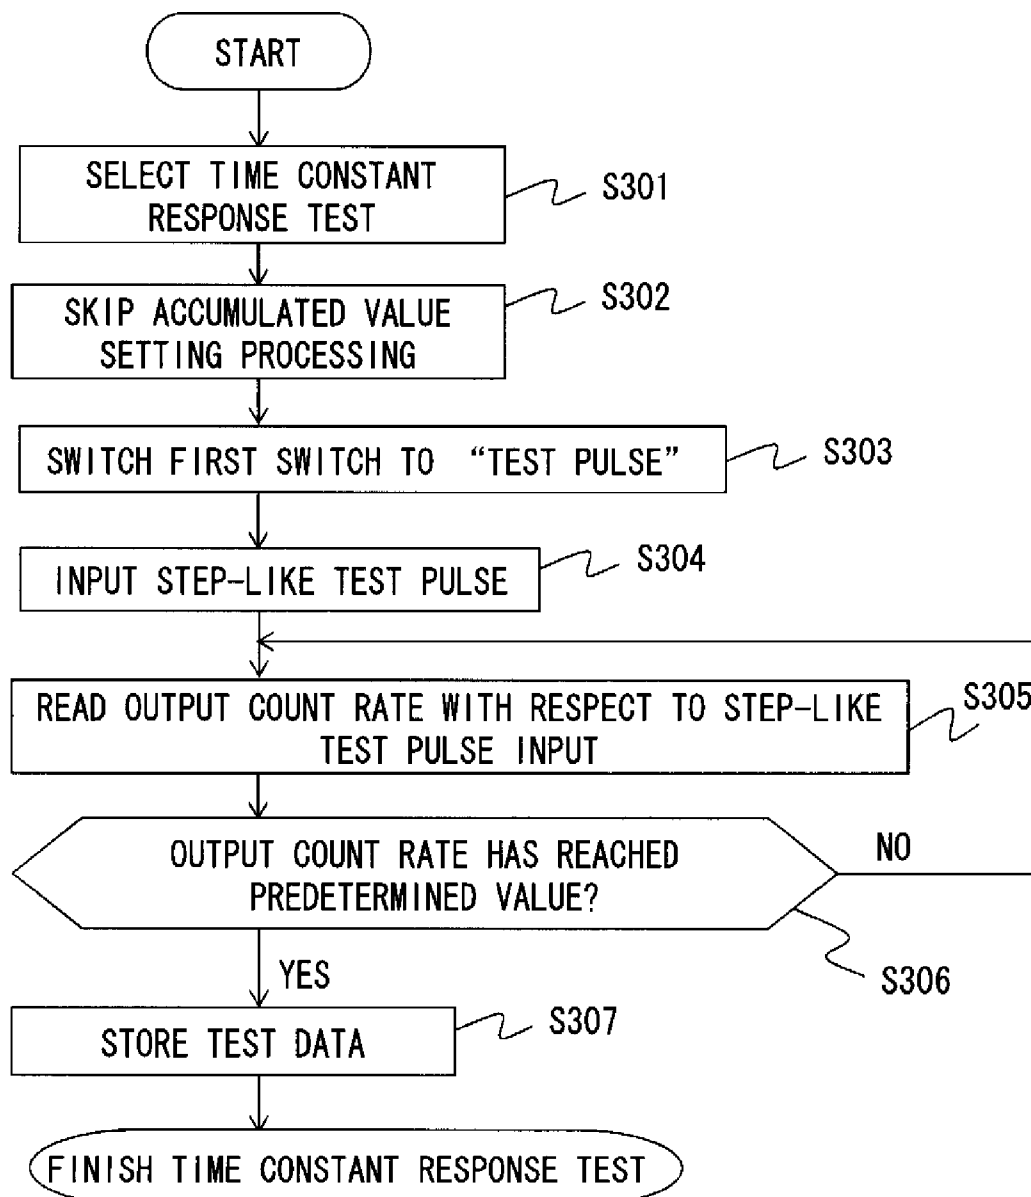 START
SELECT TIME CONSTANT
RESPONSE TEST
S301
SKIP ACCUMULATED VALUE
SETTING PROCESSING
S302
SWITCH FIRST SWITCH TO “TEST PULSE”
S303
INPUT STEP-LIKE TEST PULSE
S304
READ OUTPUT COUNT RATE WITH RESPECT TO STEP-LIKE
TEST PULSE INPUT
S305
OUTPUT COUNT RATE HAS REACHED
PREDETERMINED VALUE?
NO
S306
YES
STORE TEST DATA
S307
FINISH TIME CONSTANT RESPONSE TEST